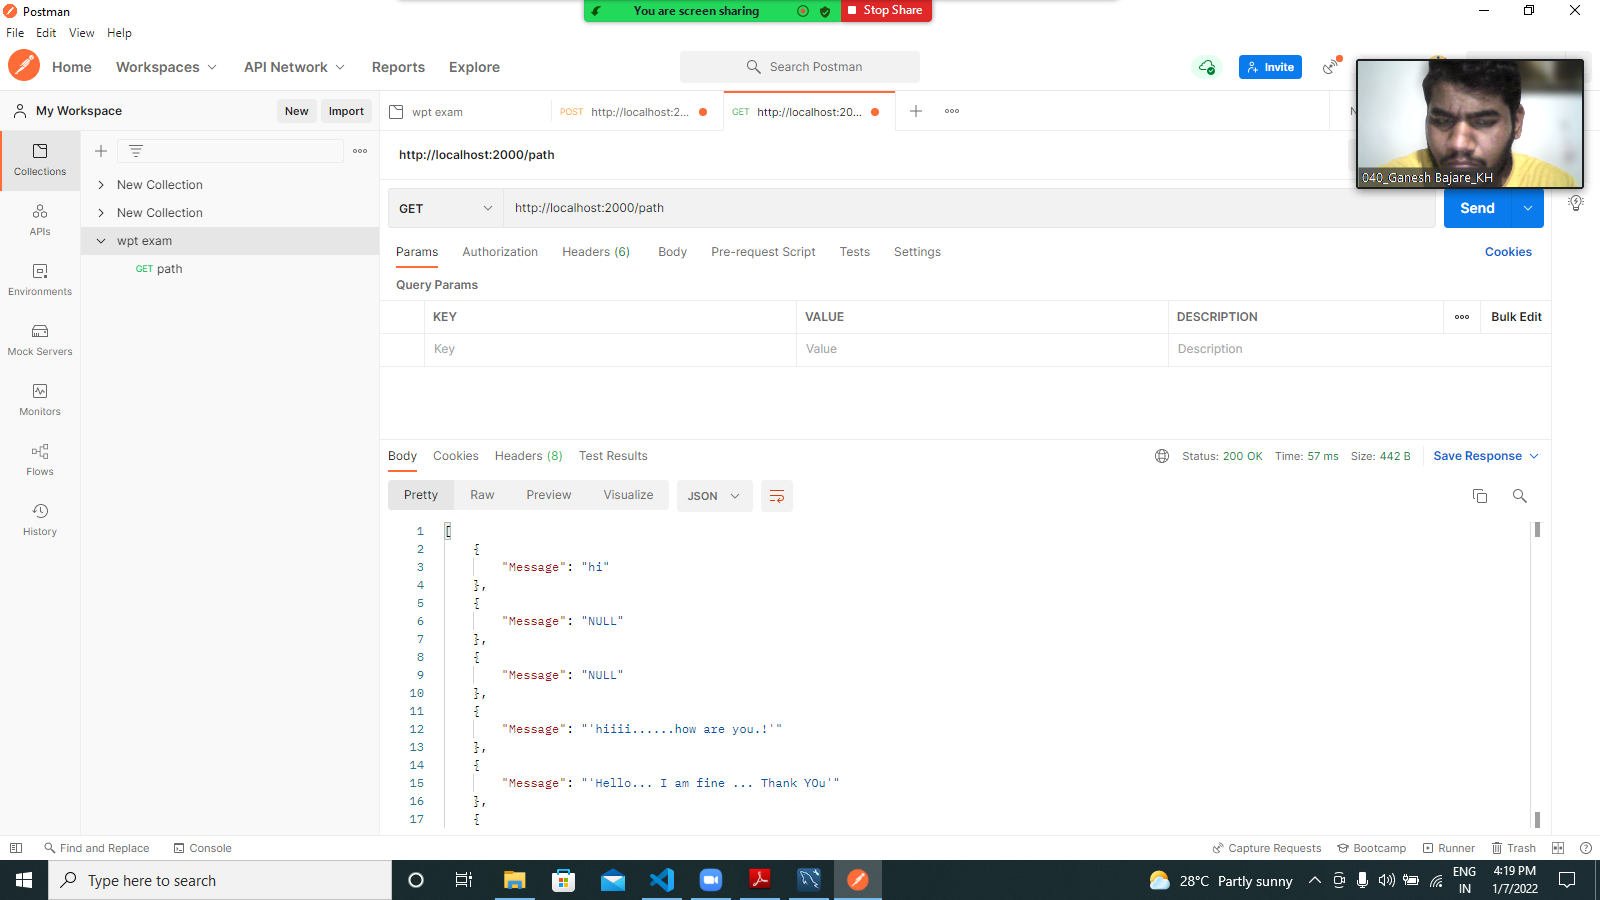 Postman
You are screen sharing
Stop Share
File Edit View Help
Home Workspaces API Network Reports Explore
Search Postman
Invite
My Workspace
New Import
wpt exam
POST http://localhost:2...
GET http://localhost:20...
http://localhost:2000/path
040_Ganesh Bajare_KH
Collections
APIs
Environments
Mock Servers
Monitors
Flows
History
New Collection
New Collection
wpt exam
GET path
GET http://localhost:2000/path
Send
Params Authorization Headers (6) Body Pre-request Script Tests Settings
Cookies
Query Params
KEY VALUE DESCRIPTION
Bulk Edit
Key Value Description
Body Cookies Headers (8) Test Results
Status: 200 OK Time: 57 ms Size: 442 B Save Response
Pretty Raw Preview Visualize JSON
1 [
2 {
3 "Message": "hi"
4 },
5 {
6 "Message": "NULL"
7 },
8 {
9 "Message": "NULL"
10 },
11 {
12 "Message": "'hiiii......how are you.!'"
13 },
14 {
15 "Message": "'Hello... I am fine ... Thank YOu'"
16 },
17 {
Find and Replace Console
Capture Requests Bootcamp Runner Trash
Type here to search
28°C Partly sunny
ENG
IN
4:19 PM
1/7/2022